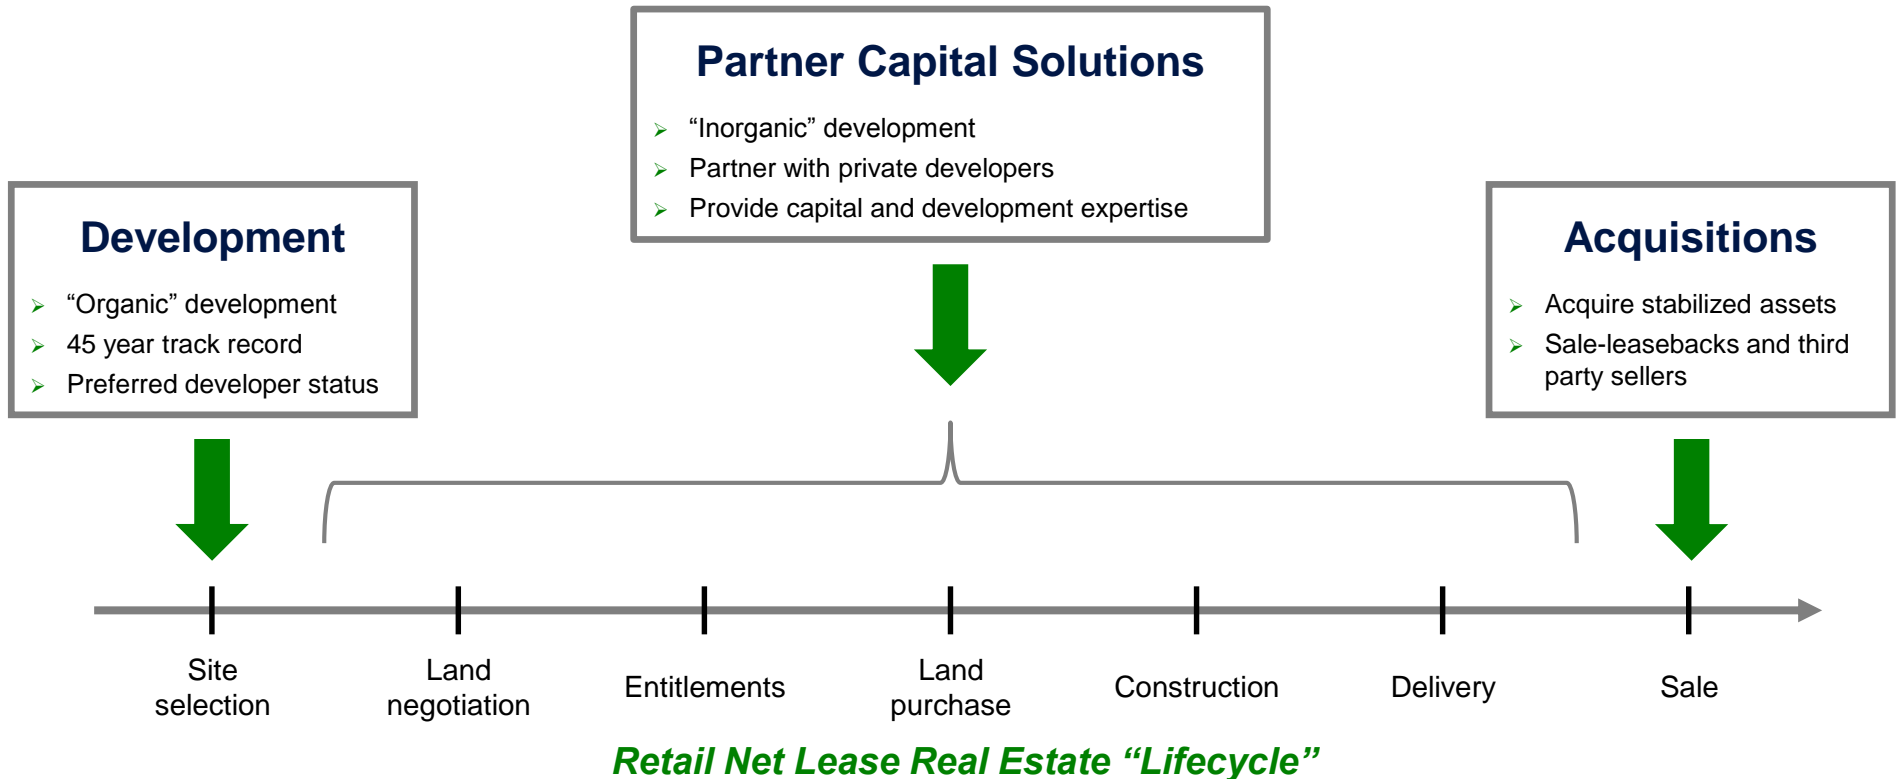 Partner Capital Solutions
“Inorganic” development
Partner with private developers
Provide capital and development expertise
Development
“Organic” development
45 year track record
Preferred developer status
Acquisitions
Acquire stabilized assets
Sale-leasebacks and third
party sellers
Site
selection
Land
negotiation
Entitlements
Land
purchase
Construction
Delivery
Sale
Retail Net Lease Real Estate “Lifecycle”